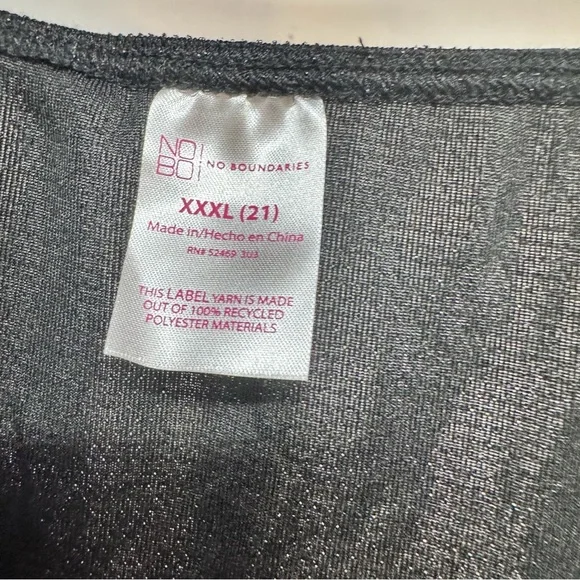 NO
BO
NO BOUNDARIES
XXXL (21)
Made in/Hecho en China
RN# 52469 3U3
THIS LABEL YARN IS MADE
OUT OF 100% RECYCLED
POLYESTER MATERIALS